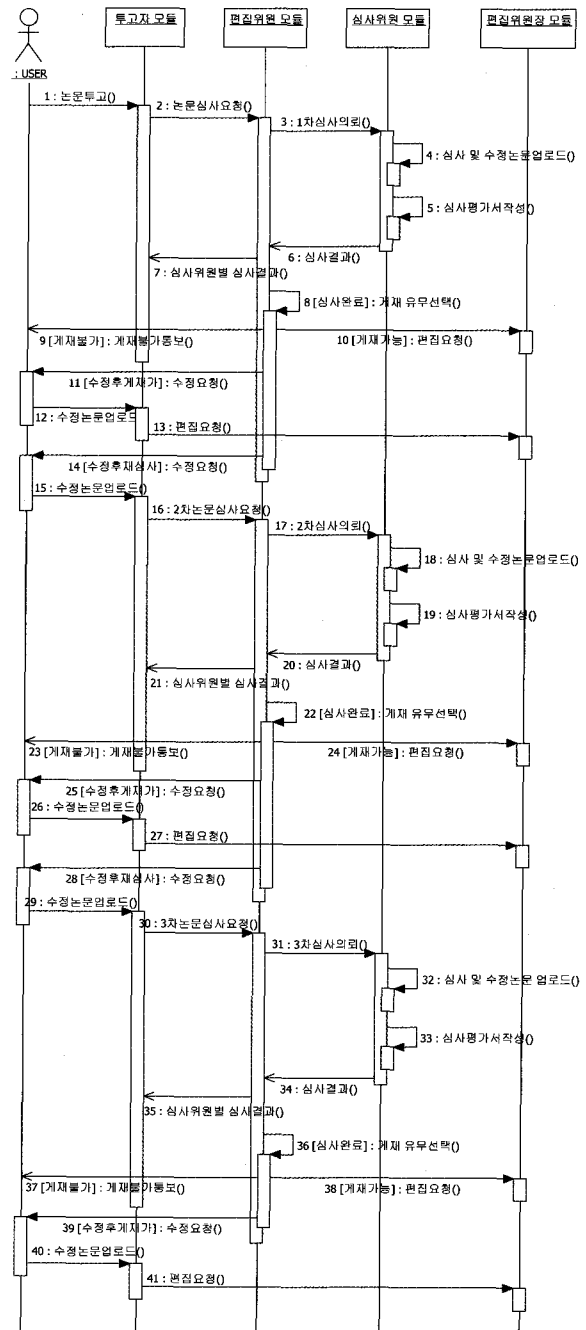 투고자 모듈
편집위원 모듈
심사위원 모듈
편집위원장 모듈
: USER
1 : 논문투고()
2 : 논문심사요청()
3 : 1차심사의뢰()
4 : 심사 및 수정논문업로드()
5 : 심사평가서작성()
6 : 심사결과()
7 : 심사위원별 심사결과()
8 [심사완료] : 게재 유무선택()
9 [게재불가] : 게재불가통보()
10 [게재가능] : 편집요청()
11 [수정후게재가] : 수정요청()
12 : 수정논문업로드
13 : 편집요청()
14 [수정후재심사] : 수정요청()
15 : 수정논문업로드()
16 : 2차논문심사요청()
17 : 2차심사의뢰()
18 : 심사 및 수정논문업로드()
19 : 심사평가서작성()
20 : 심사결과()
21 : 심사위원별 심사결과()
22 [심사완료] : 게재 유무선택()
23 [게재불가] : 게재불가통보()
24 [게재가능] : 편집요청()
25 [수정후게재가] : 수정요청()
26 : 수정논문업로드()
27 : 편집요청()
28 [수정후재심사] : 수정요청()
29 : 수정논문업로드()
30 : 3차논문심사요청()
31 : 3차심사의뢰()
32 : 심사 및 수정논문 업로드()
33 : 심사평가서작성()
34 : 심사결과()
35 : 심사위원별 심사결과()
36 [심사완료] : 게재 유무선택()
37 [게재불가] : 게재불가통보()
38 [게재가능] : 편집요청()
39 [수정후게재가] : 수정요청()
40 : 수정논문업로드()
41 : 편집요청()